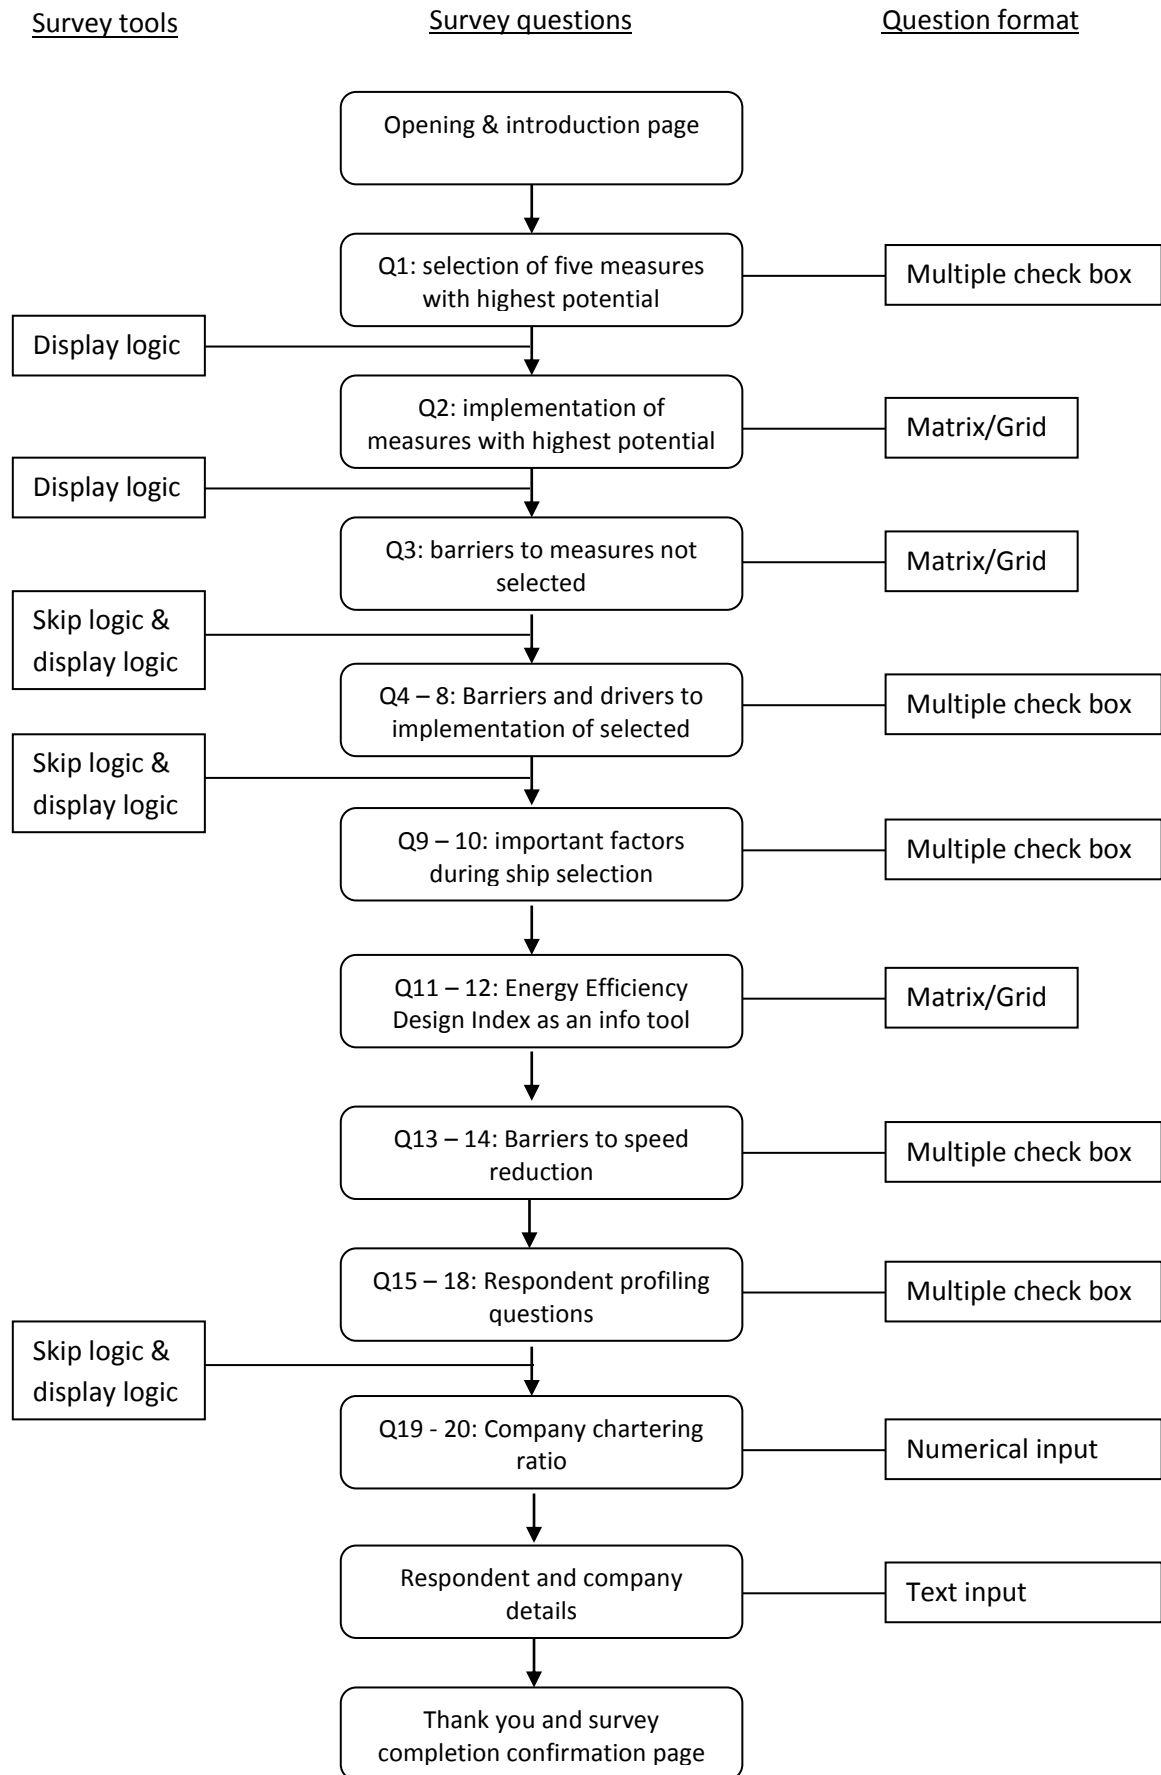 Survey tools
Survey questions
Question format
Opening & introduction page
Q1: selection of five measures
with highest potential
Multiple check box
Display logic
Q2: implementation of
measures with highest potential
Matrix/Grid
Display logic
Q3: barriers to measures not
selected
Matrix/Grid
Skip logic &
display logic
Q4 – 8: Barriers and drivers to
implementation of selected
Multiple check box
Skip logic &
display logic
Q9 – 10: important factors
during ship selection
Multiple check box
Q11 – 12: Energy Efficiency
Design Index as an info tool
Matrix/Grid
Q13 – 14: Barriers to speed
reduction
Multiple check box
Q15 – 18: Respondent profiling
questions
Multiple check box
Skip logic &
display logic
Q19 - 20: Company chartering
ratio
Numerical input
Respondent and company
details
Text input
Thank you and survey
completion confirmation page